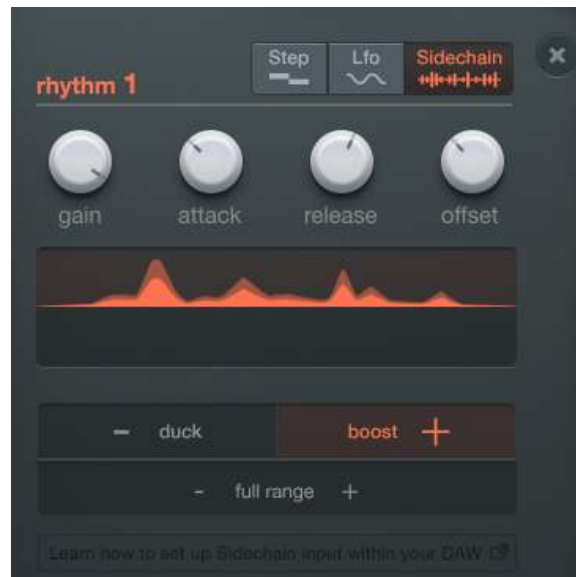 Step Lfo Sidechain
rhythm 1
gain attack release offset
- duck boost +
- full range +
Learn how to set up Sidechain input within your DAW